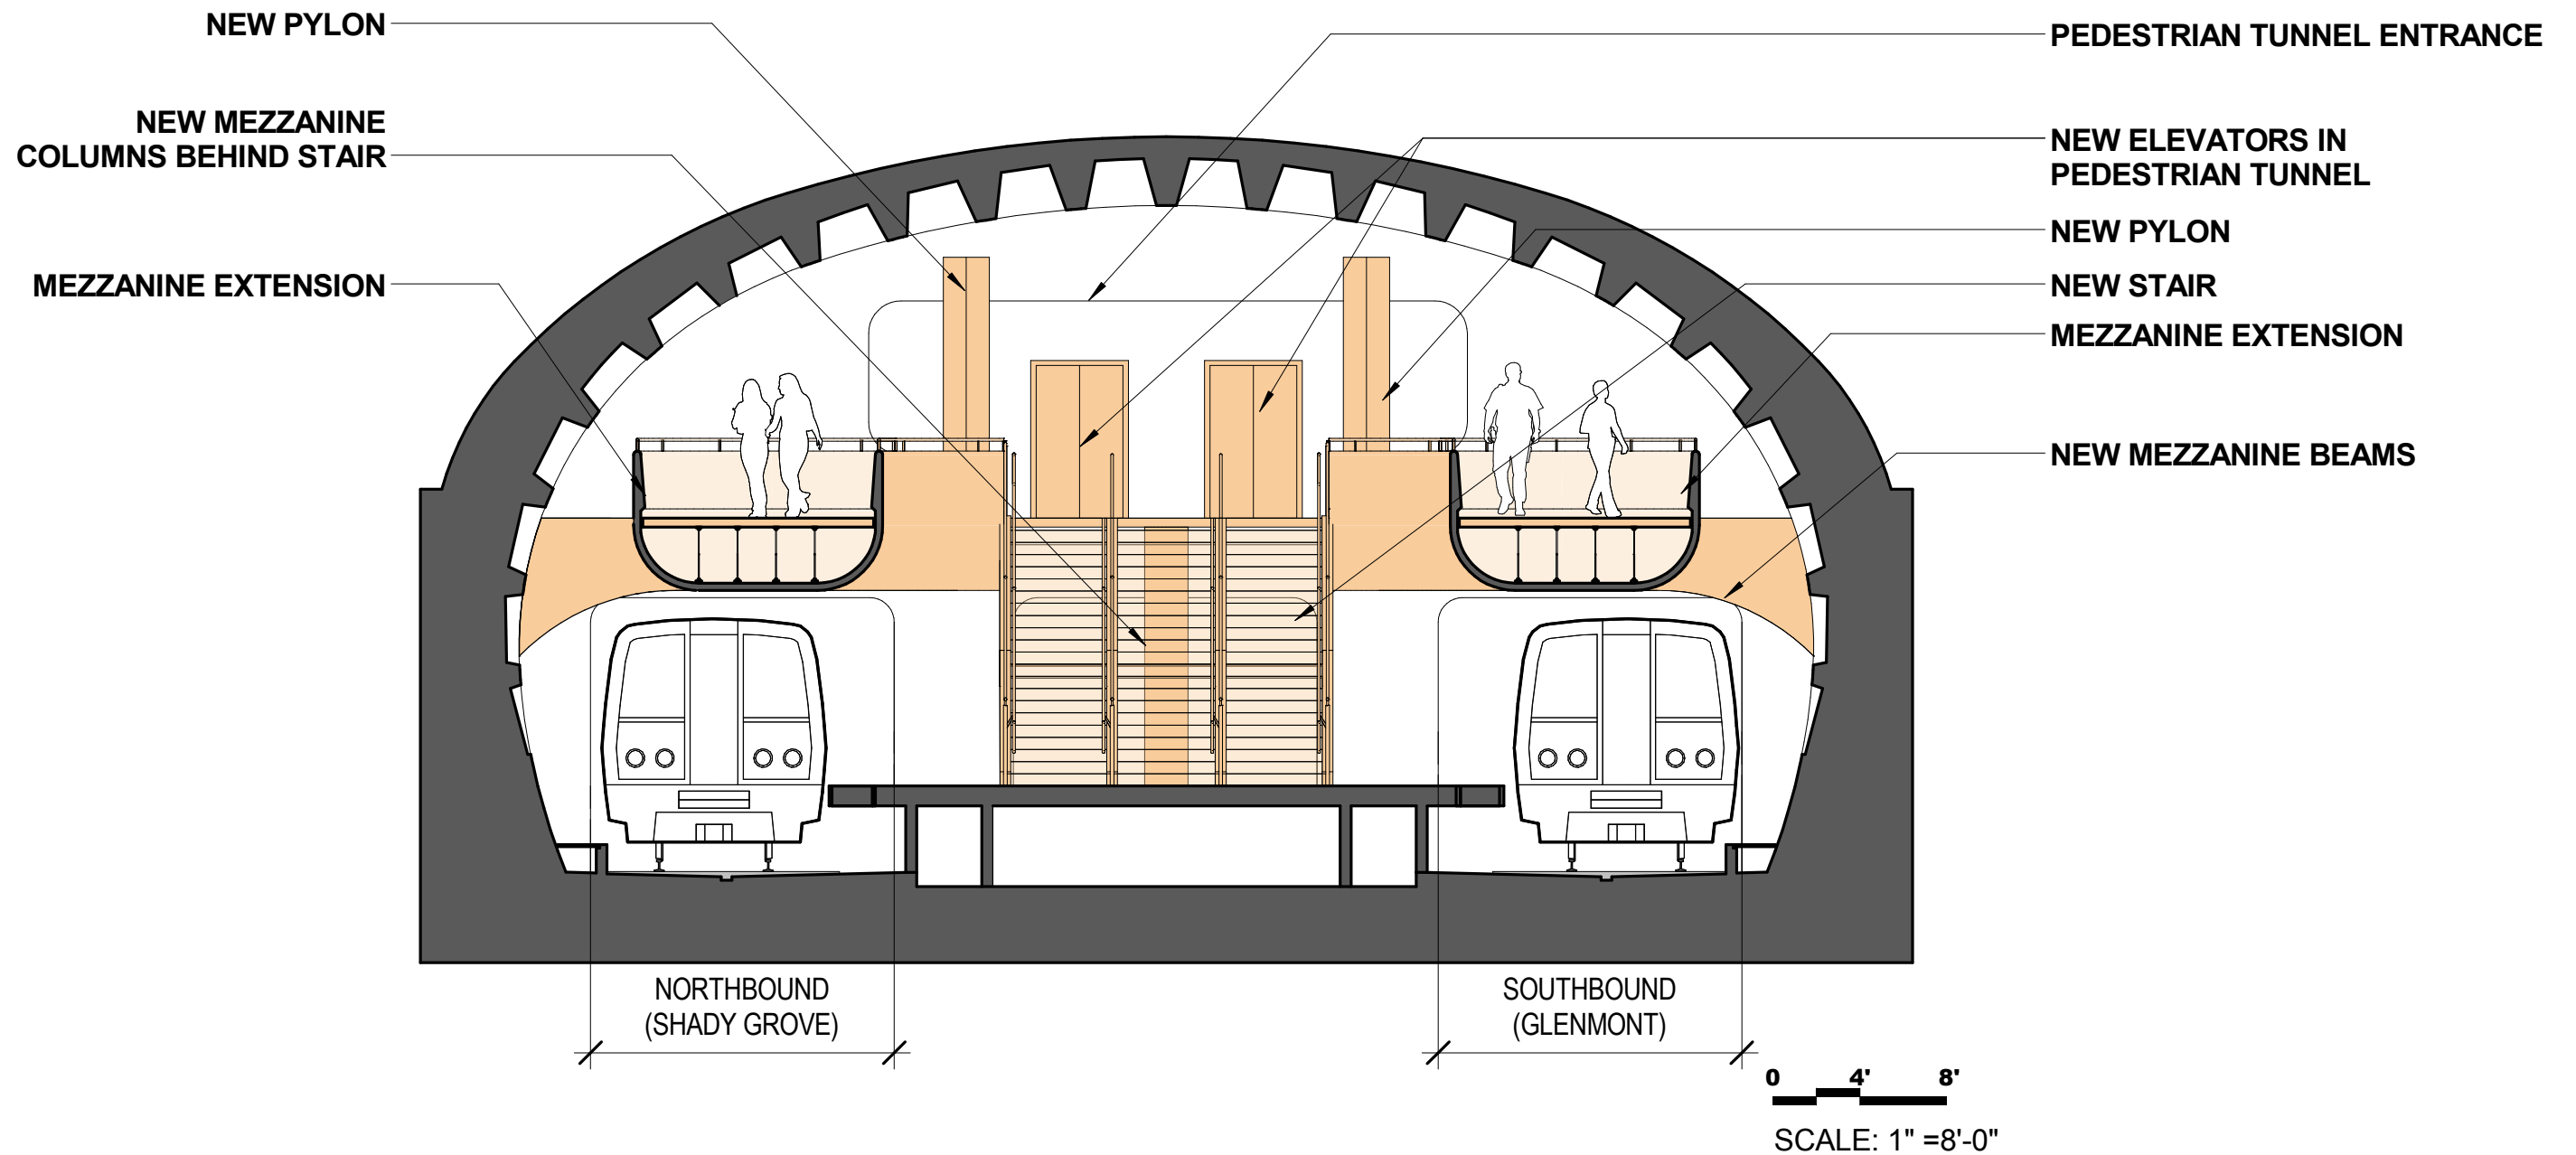 NEW PYLON
NEW MEZZANINE
COLUMNS BEHIND STAIR
MEZZANINE EXTENSION
PEDESTRIAN TUNNEL ENTRANCE
NEW ELEVATORS IN
PEDESTRIAN TUNNEL
NEW PYLON
NEW STAIR
MEZZANINE EXTENSION
NEW MEZZANINE BEAMS
NORTHBOUND
(SHADY GROVE)
SOUTHBOUND
(GLENMONT)
0 4' 8'
SCALE: 1" =8'-0"